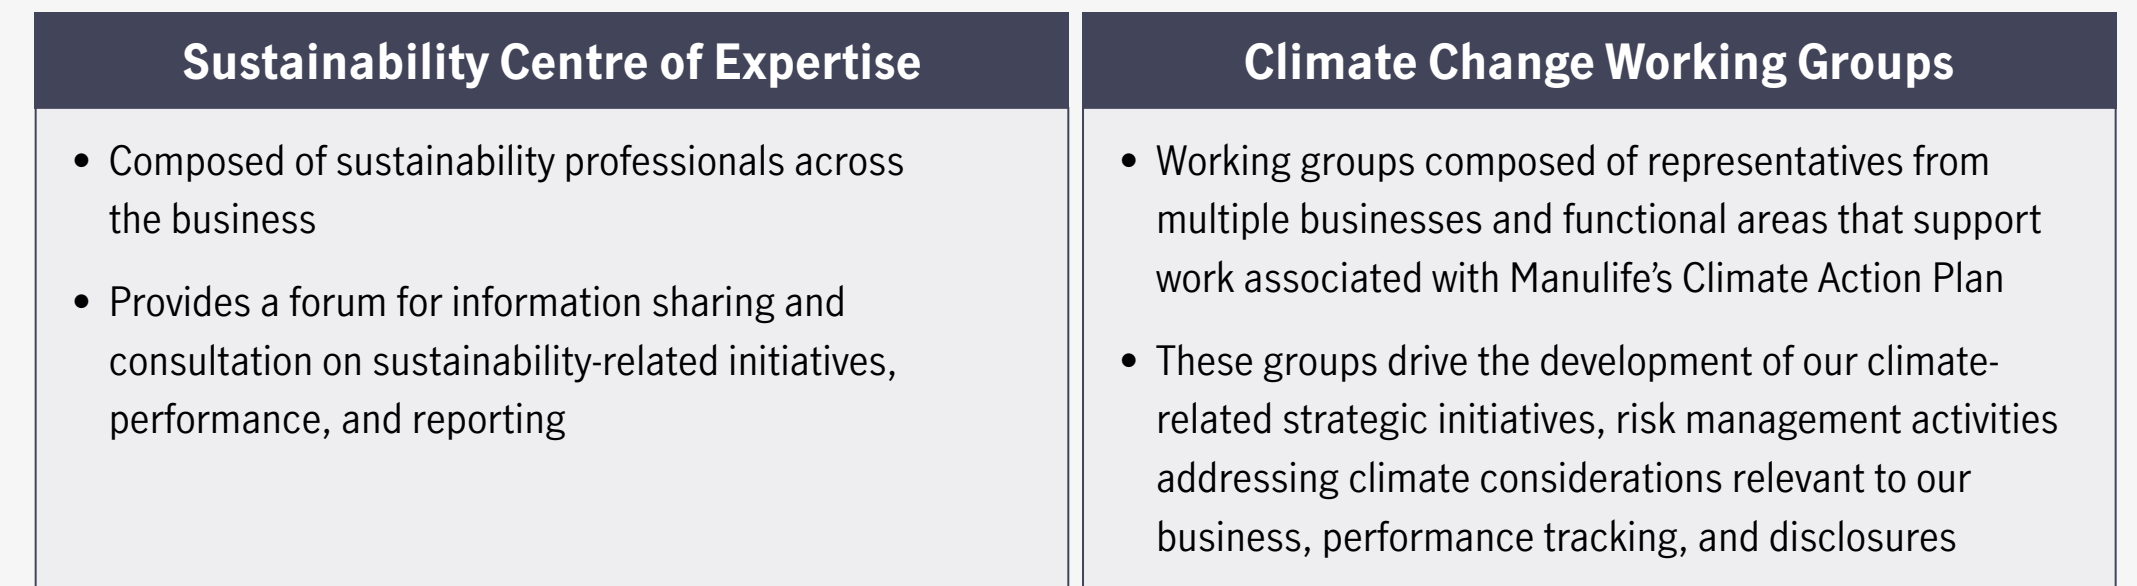 Sustainability Centre of Expertise
• Composed of sustainability professionals across
the business
• Provides a forum for information sharing and
consultation on sustainability-related initiatives,
performance, and reporting
Climate Change Working Groups
• Working groups composed of representatives from
multiple businesses and functional areas that support
work associated with Manulife’s Climate Action Plan
• These groups drive the development of our climate-
related strategic initiatives, risk management activities
addressing climate considerations relevant to our
business, performance tracking, and disclosures